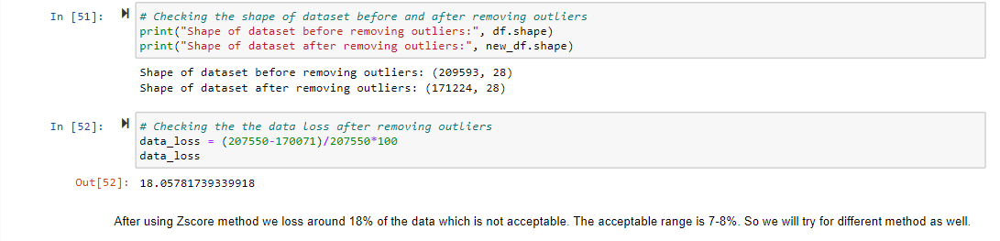 In [51]: # Checking the shape of dataset before and after removing outliers
print("Shape of dataset before removing outliers:", df.shape)
print("Shape of dataset after removing outliers:", new_df.shape)
Shape of dataset before removing outliers: (209593, 28)
Shape of dataset after removing outliers: (171224, 28)
In [52]: # Checking the the data loss after removing outliers
data_loss = (207550-170071)/207550*100
data_loss
Out[52]: 18.05781739339918
After using Zscore method we loss around 18% of the data which is not acceptable. The acceptable range is 7-8%. So we will try for different method as well.